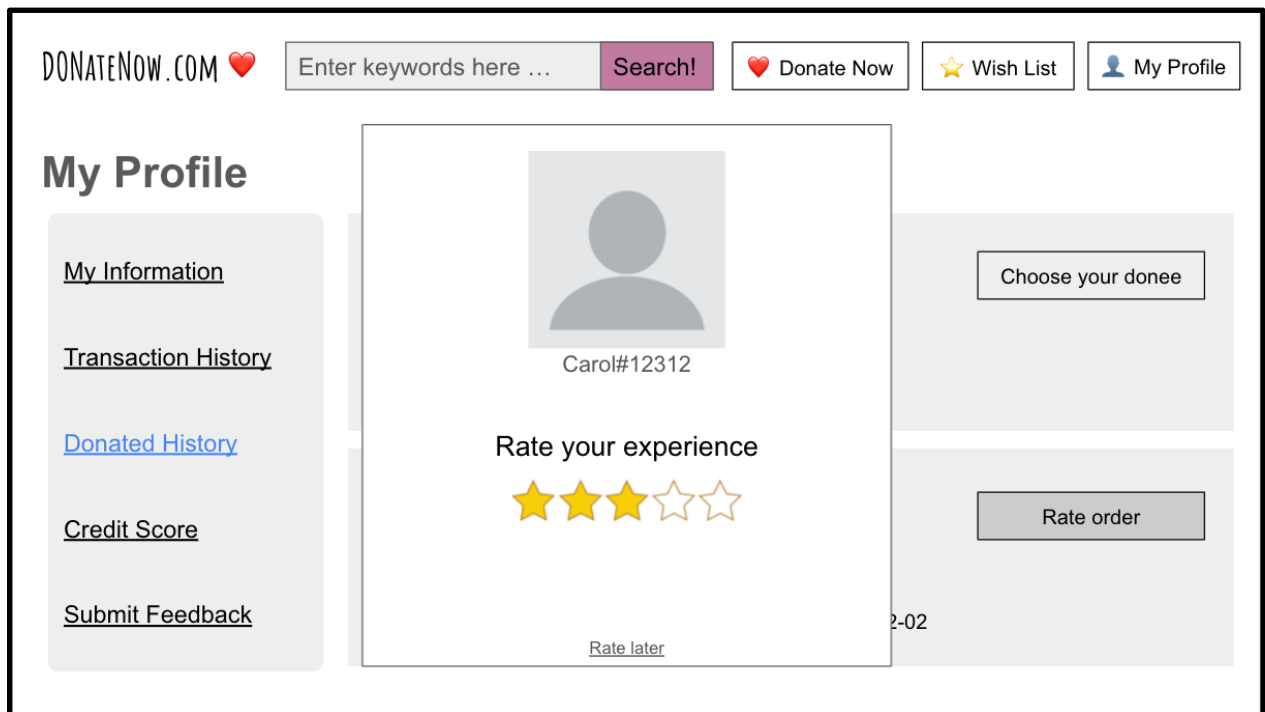 DONATENOW.COM
Enter keywords here …
Search!
Donate Now
Wish List
My Profile
My Profile
My Information
Transaction History
Donated History
Credit Score
Submit Feedback
Carol#12312
Rate your experience
Rate later
Choose your donee
Rate order
2-02